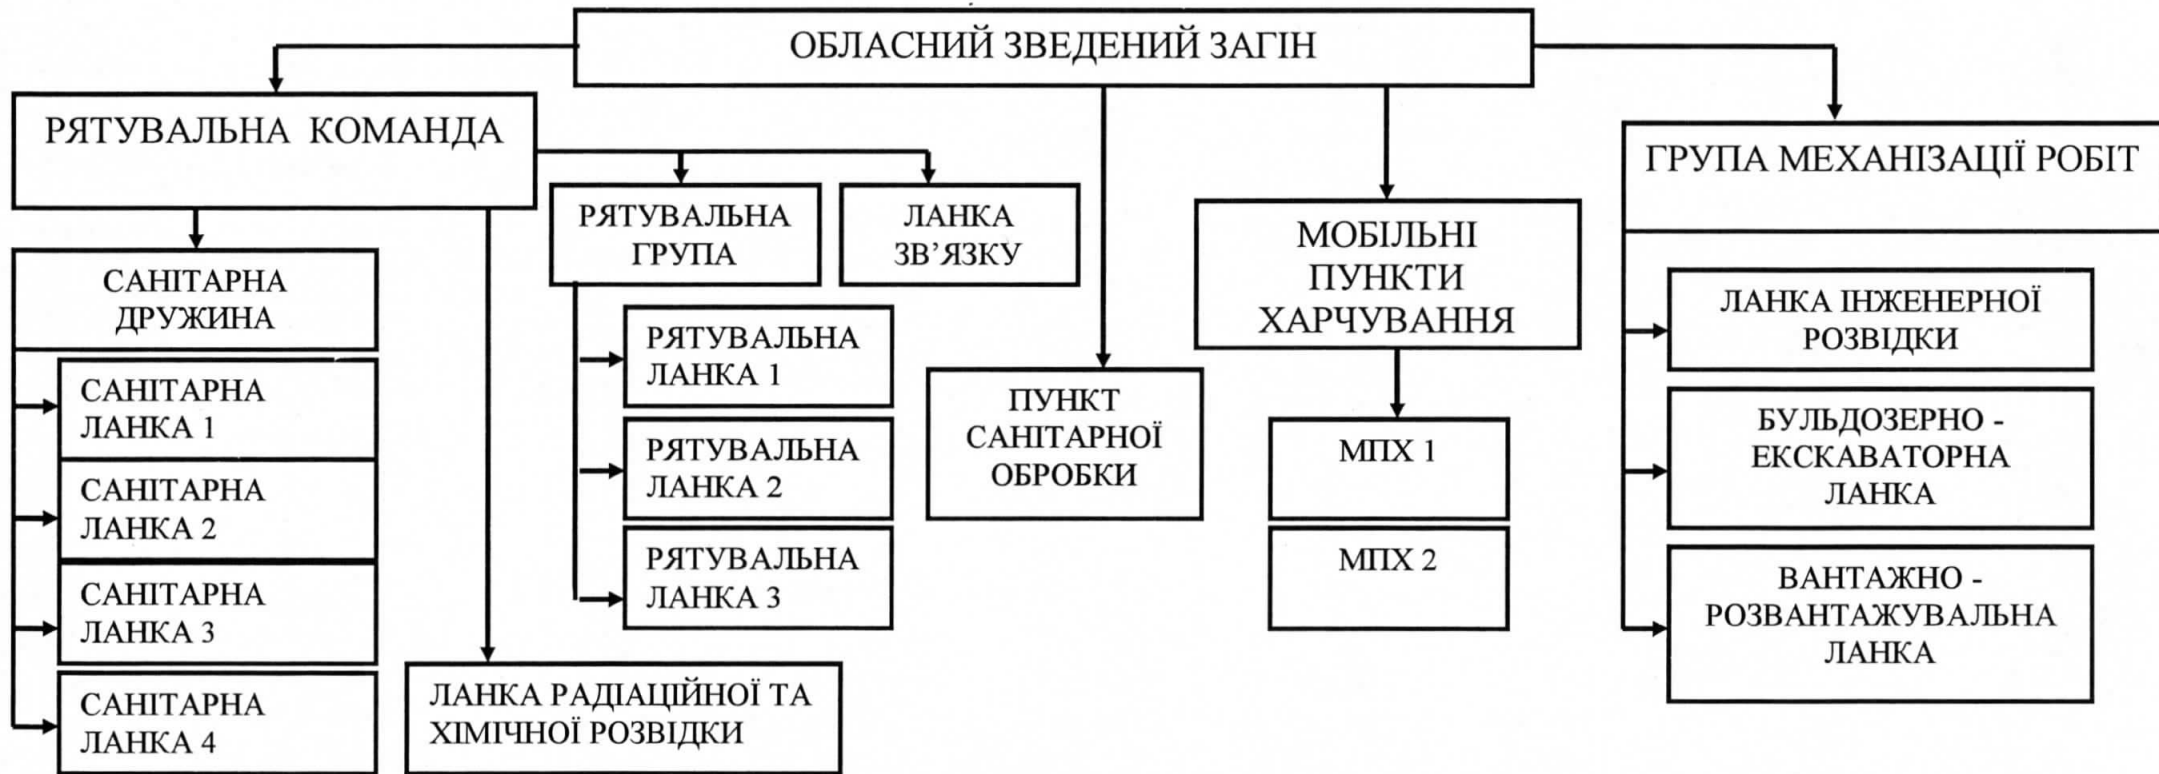 ОБЛАСНИЙ ЗВЕДЕНИЙ ЗАГІН
РЯТУВАЛЬНА КОМАНДА
ГРУПА МЕХАНІЗАЦІЇ РОБІТ
РЯТУВАЛЬНА
ГРУПА
ЛАНКА
ЗВ’ЯЗКУ
МОБІЛЬНІ
ПУНКТИ
ХАРЧУВАННЯ
САНІТАРНА
ДРУЖИНА
САНІТАРНА
ЛАНКА 1
САНІТАРНА
ЛАНКА 2
САНІТАРНА
ЛАНКА 3
САНІТАРНА
ЛАНКА 4
ЛАНКА РАДІАЦІЙНОЇ ТА
ХІМІЧНОЇ РОЗВІДКИ
РЯТУВАЛЬНА
ЛАНКА 1
РЯТУВАЛЬНА
ЛАНКА 2
РЯТУВАЛЬНА
ЛАНКА 3
ПУНКТ
САНІТАРНОЇ
ОБРОБКИ
МПХ 1
МПХ 2
ЛАНКА ІНЖЕНЕРНОЇ
РОЗВІДКИ
БУЛЬДОЗЕРНО -
ЕКСКАВАТОРНА
ЛАНКА
ВАНТАЖНО -
РОЗВАНТАЖУВАЛЬНА
ЛАНКА